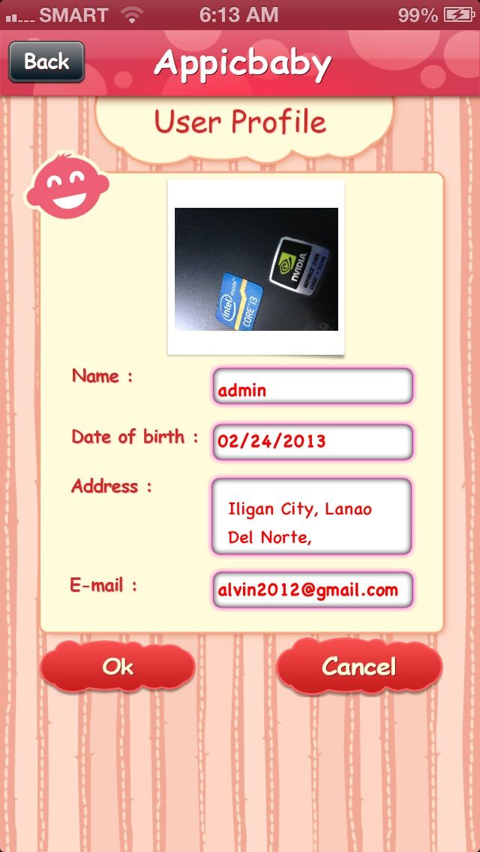 SMART 6:13 AM 99%
Back Appicbaby
User Profile
NVIDIA
intel inside
CORE i3
Name : admin
Date of birth : 02/24/2013
Address : Iligan City, Lanao
Del Norte,
E-mail : alvin2012@gmail.com
Ok Cancel